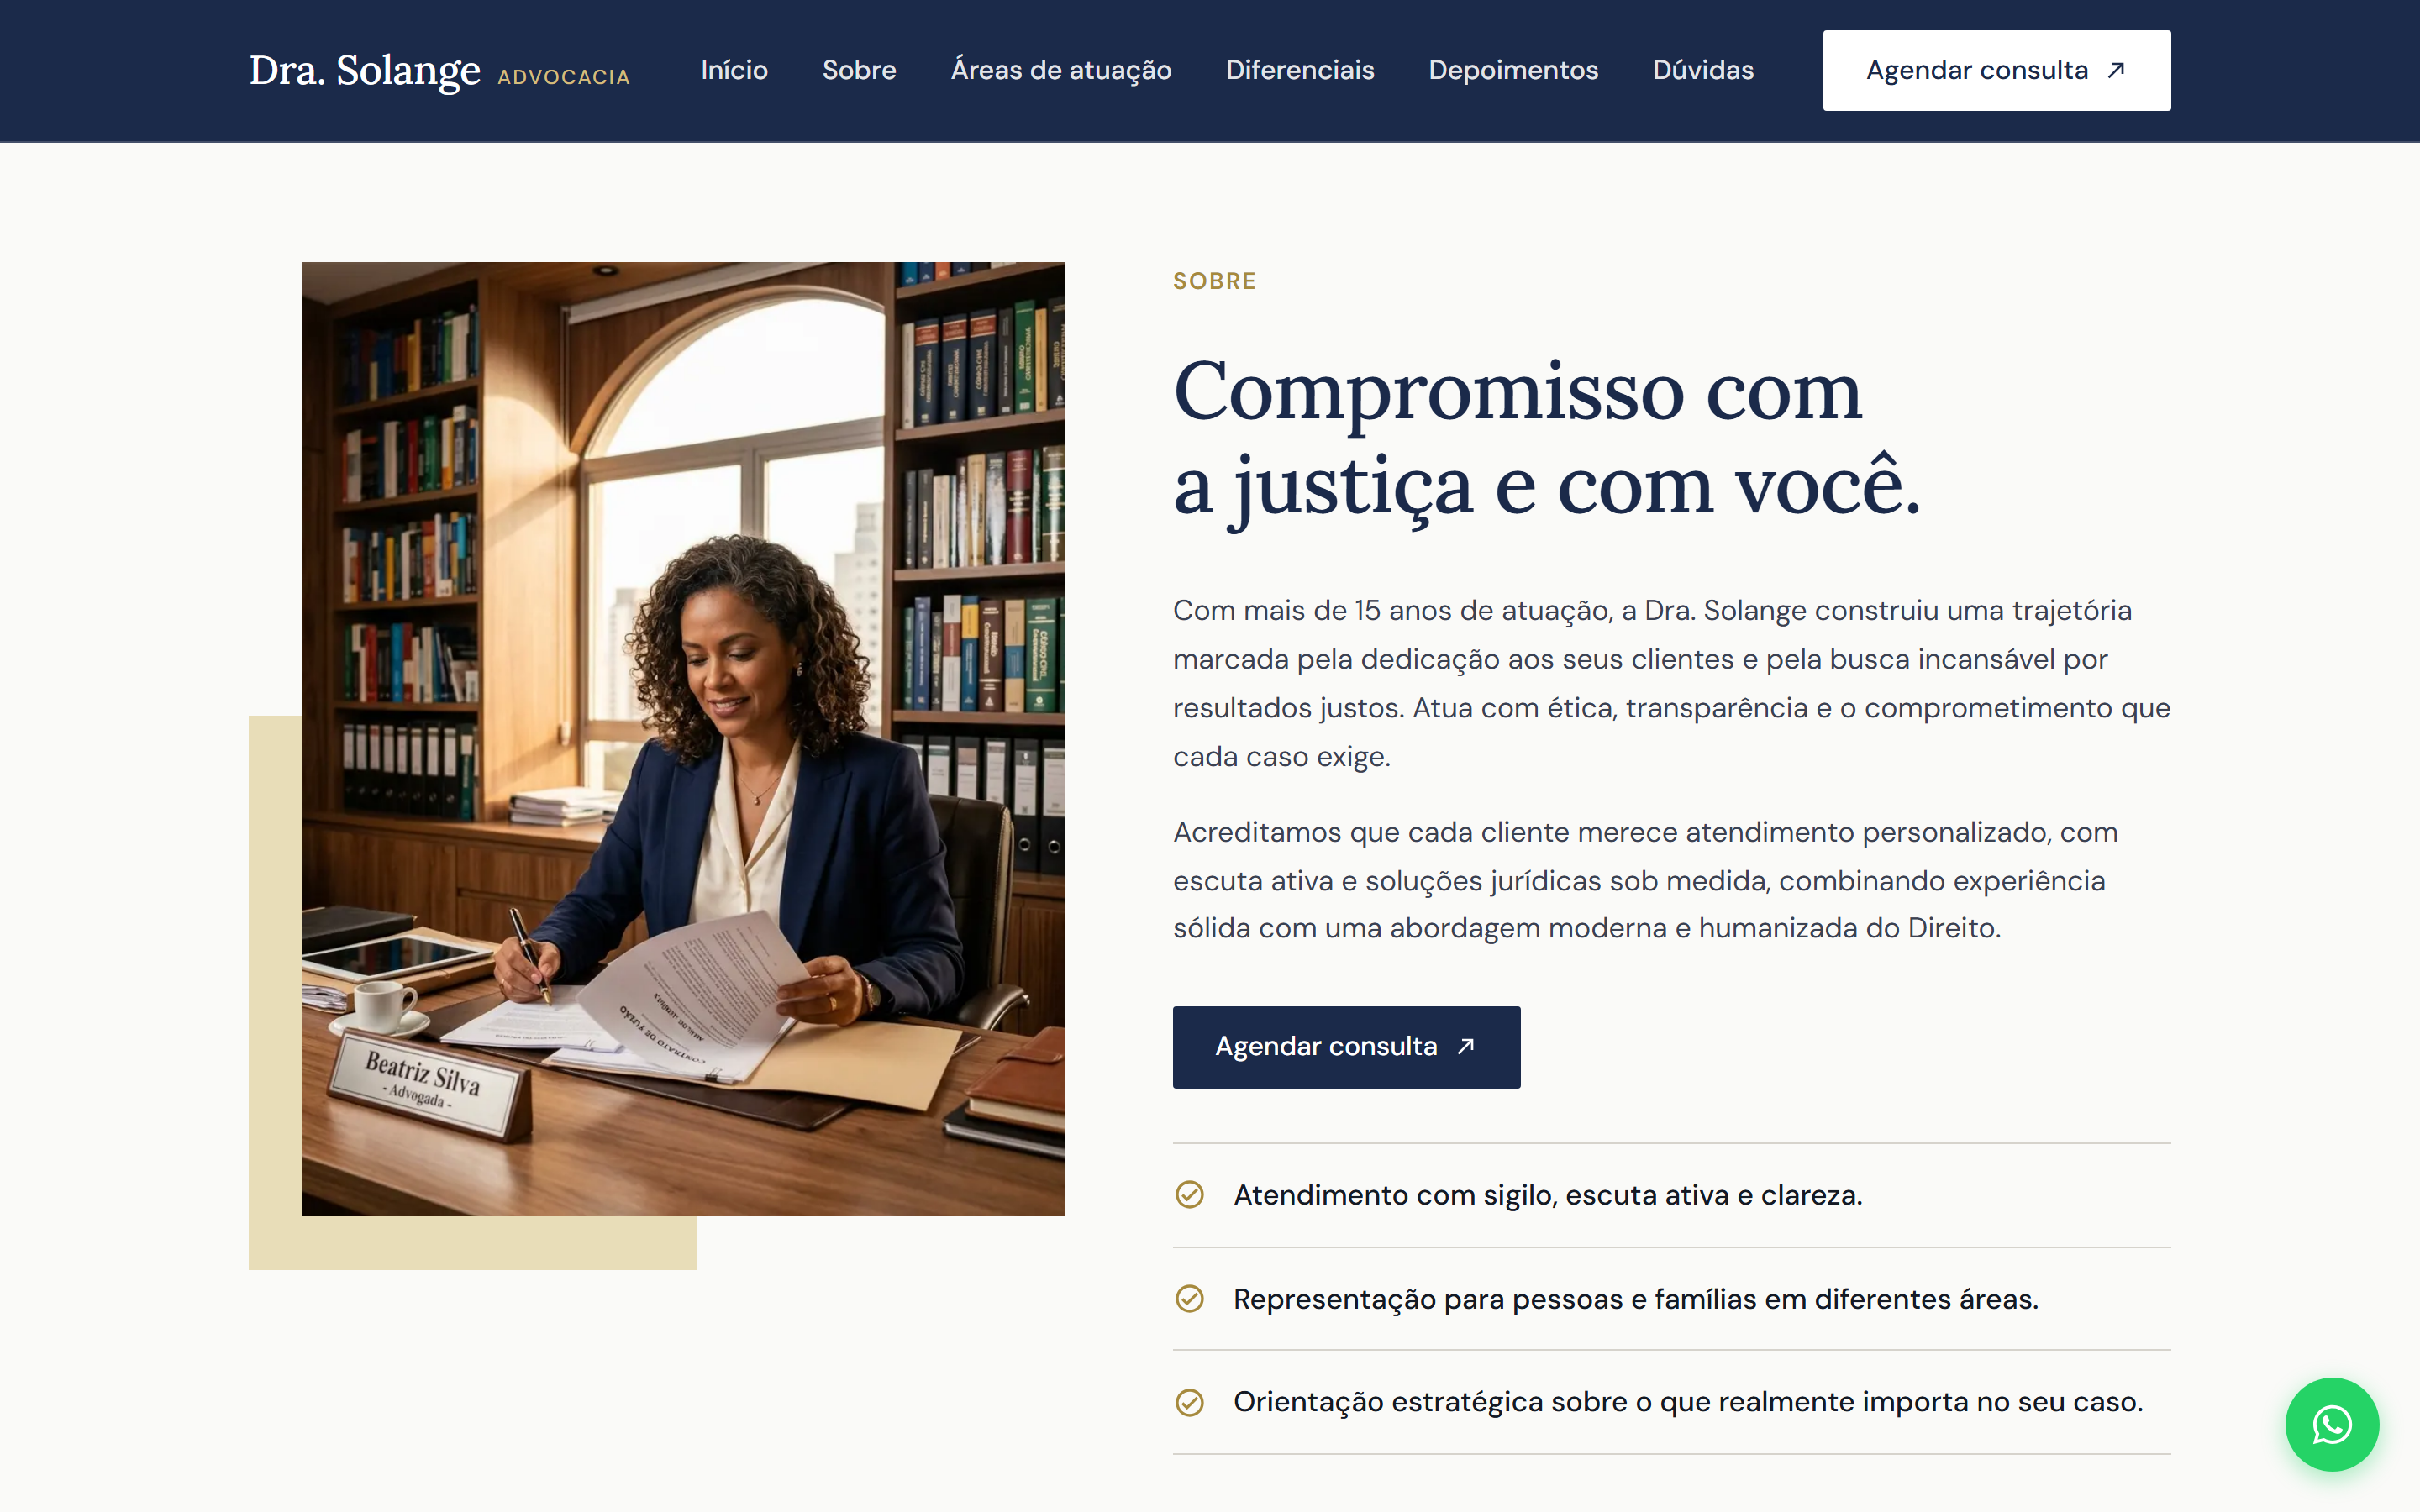 Dra. Solange ADVOCACIA
Início
Sobre
Áreas de atuação
Diferenciais
Depoimentos
Dúvidas
Agendar consulta
Beatriz Silva
- Advogada -
SOBRE
Compromisso com
a justiça e com você.
Com mais de 15 anos de atuação, a Dra. Solange construiu uma trajetória
marcada pela dedicação aos seus clientes e pela busca incansável por
resultados justos. Atua com ética, transparência e o comprometimento que
cada caso exige.
Acreditamos que cada cliente merece atendimento personalizado, com
escuta ativa e soluções jurídicas sob medida, combinando experiência
sólida com uma abordagem moderna e humanizada do Direito.
Agendar consulta
Atendimento com sigilo, escuta ativa e clareza.
Representação para pessoas e famílias em diferentes áreas.
Orientação estratégica sobre o que realmente importa no seu caso.